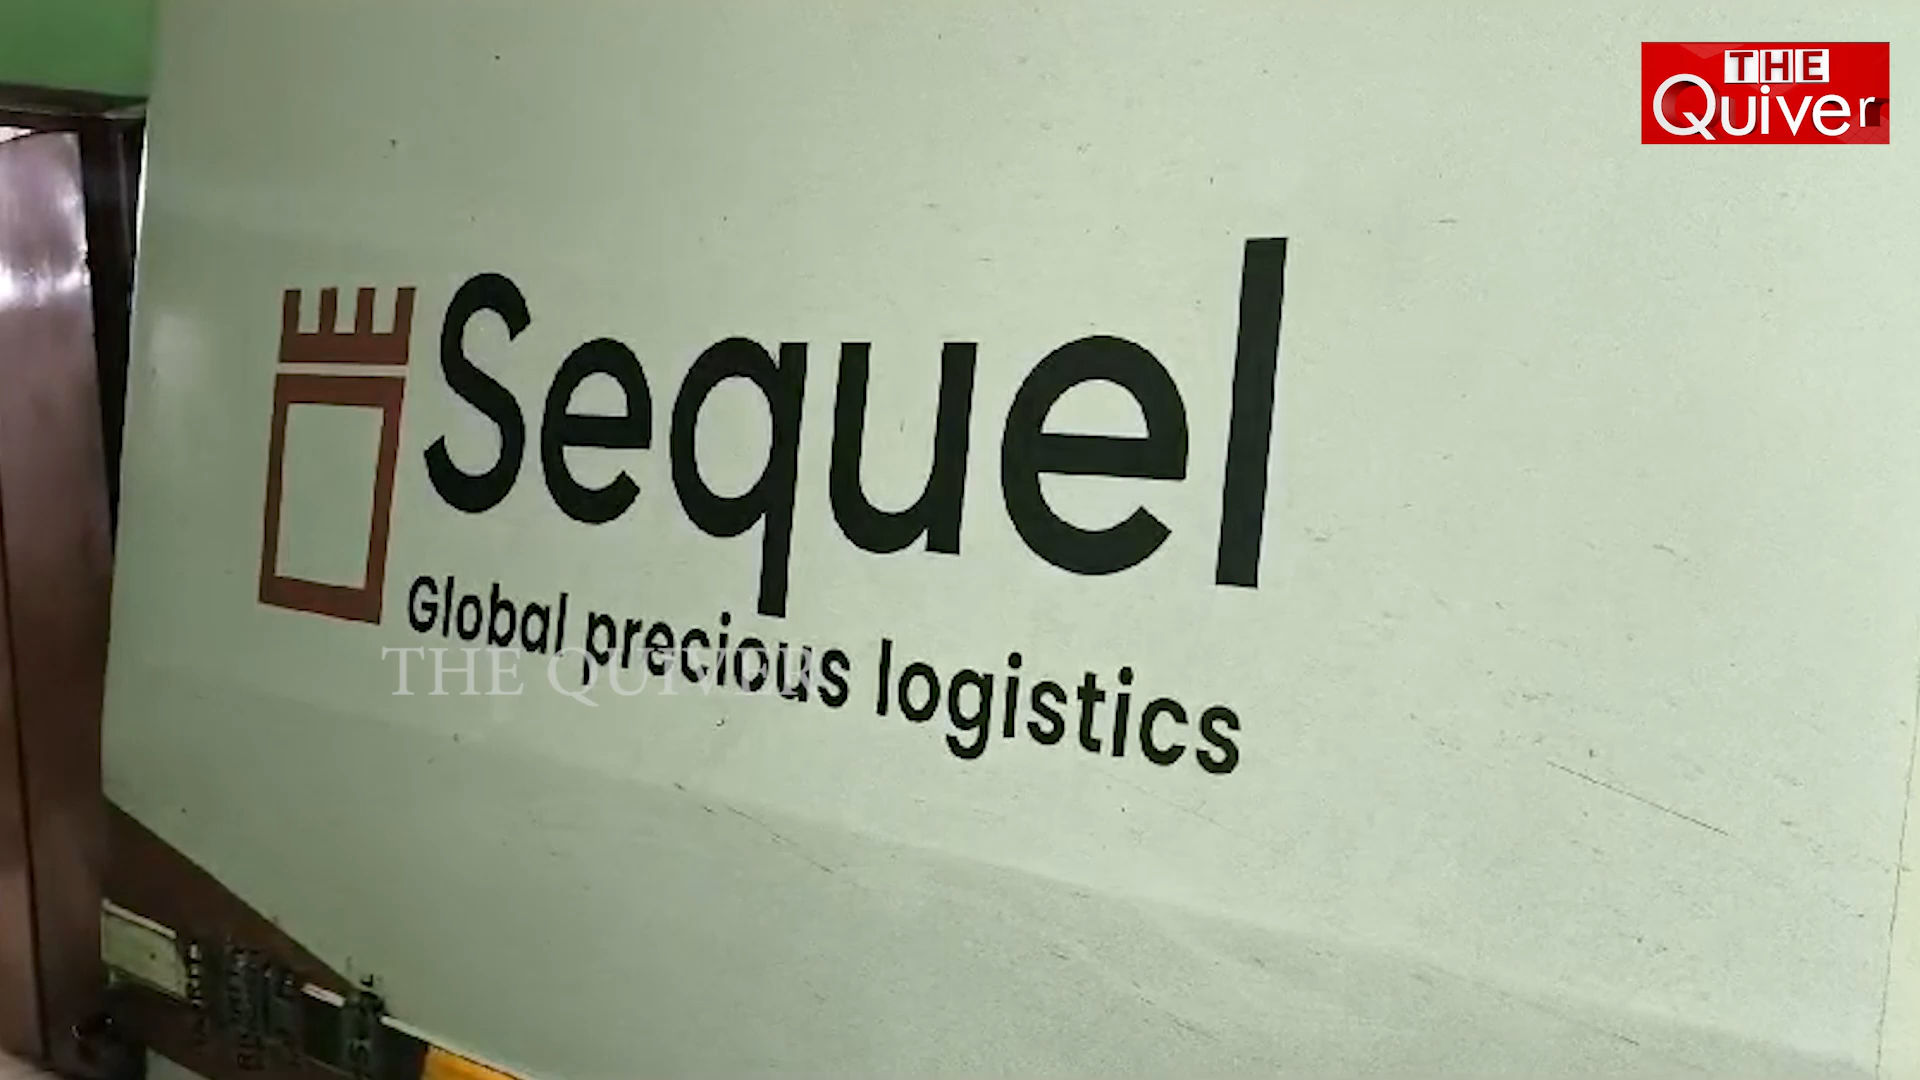 THE
Quiver
Sequel
Global precious logistics
THE QUIVER